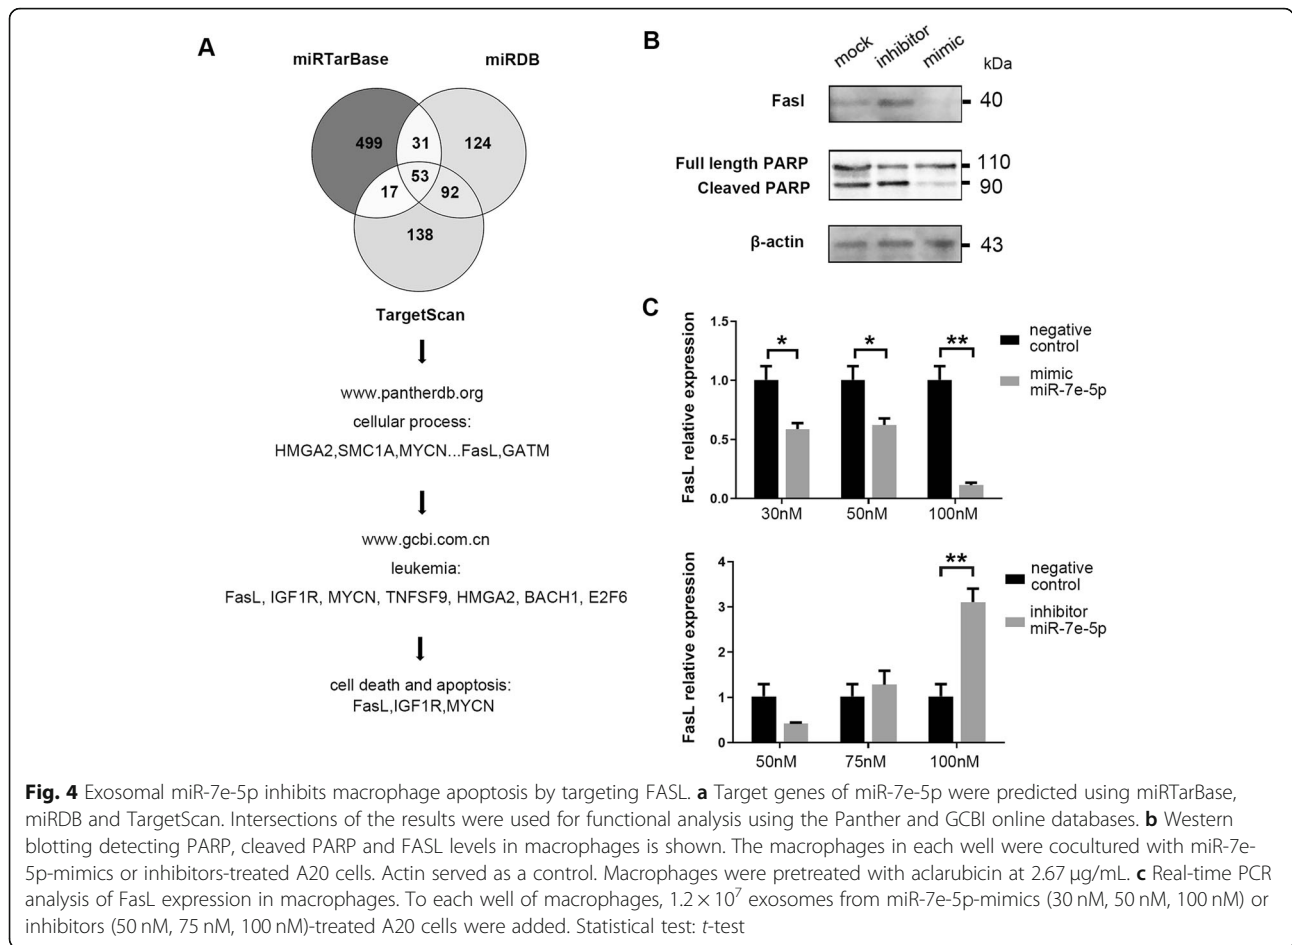 A
miRTarBase
miRDB
499
31
124
53
17
92
138
TargetScan
www.pantherdb.org
cellular process:
HMGA2,SMC1A,MYCN...FasL,GATM
www.gcbi.com.cn
leukemia:
FasL, IGF1R, MYCN, TNFSF9, HMGA2, BACH1, E2F6
cell death and apoptosis:
FasL,IGF1R,MYCN
B
mock
inhibitor
mimic
kDa
Fasl
40
Full length PARP
110
Cleaved PARP
90
β-actin
43
C
FasL relative expression
1.5
1.0
0.5
0.0
*
*
**
30nM
50nM
100nM
negative
control
mimic
miR-7e-5p
FasL relative expression
4
3
2
1
0
**
50nM
75nM
100nM
negative
control
inhibitor
miR-7e-5p
Fig. 4 Exosomal miR-7e-5p inhibits macrophage apoptosis by targeting FASL. a Target genes of miR-7e-5p were predicted using miRTarBase,
miRDB and TargetScan. Intersections of the results were used for functional analysis using the Panther and GCBI online databases. b Western
blotting detecting PARP, cleaved PARP and FASL levels in macrophages is shown. The macrophages in each well were cocultured with miR-7e-
5p-mimics or inhibitors-treated A20 cells. Actin served as a control. Macrophages were pretreated with aclarubicin at 2.67 μg/mL. c Real-time PCR
analysis of FasL expression in macrophages. To each well of macrophages, 1.2 × 10⁷ exosomes from miR-7e-5p-mimics (30 nM, 50 nM, 100 nM) or
inhibitors (50 nM, 75 nM, 100 nM)-treated A20 cells were added. Statistical test: t-test